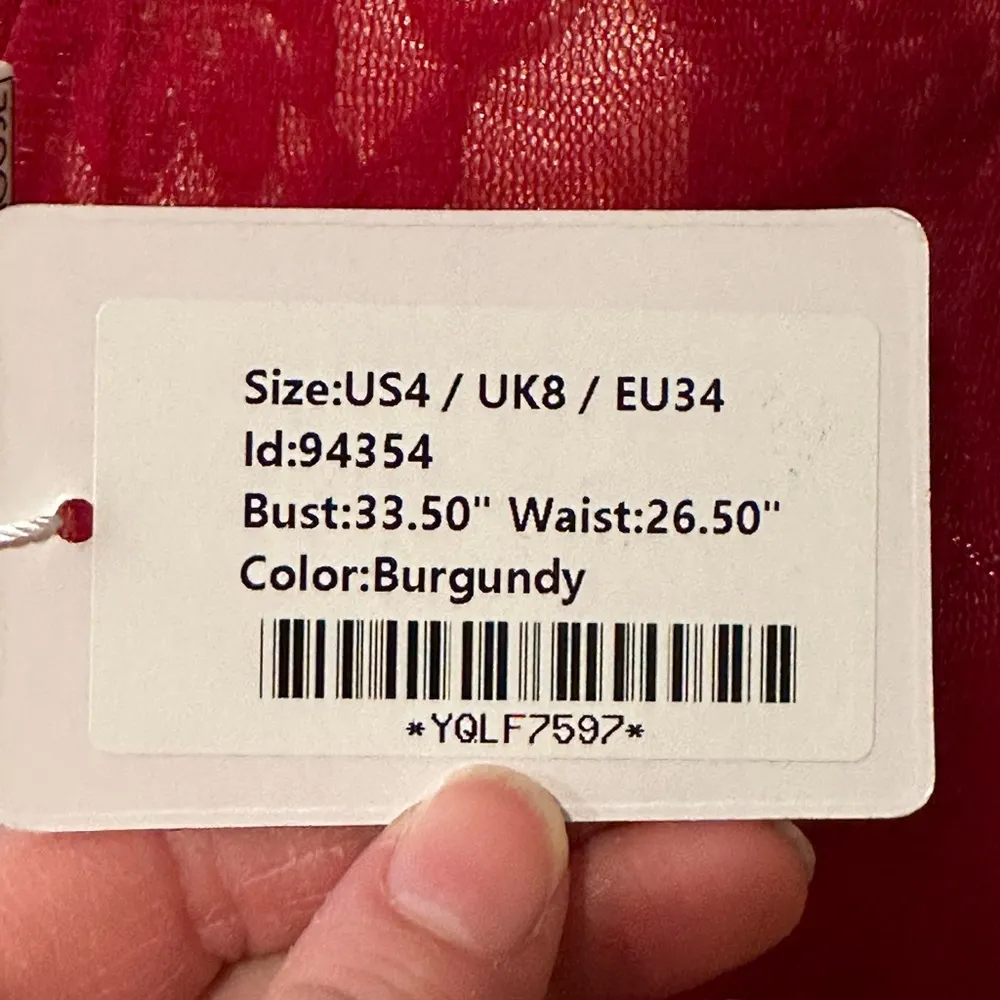 Size:US4 / UK8 / EU34
Id:94354
Bust:33.50" Waist:26.50"
Color:Burgundy
*YQLF7597*